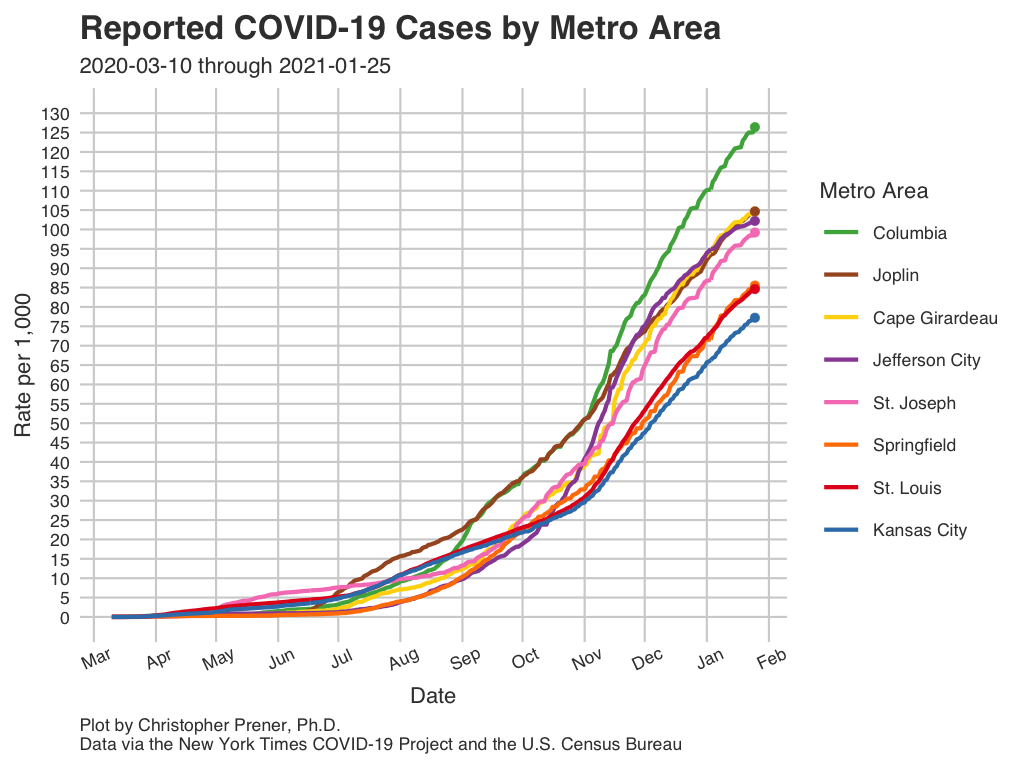 Reported COVID-19 Cases by Metro Area
2020-03-10 through 2021-01-25
Rate per 1,000
130
125
120
115
110
105
100
95
90
85
80
75
70
65
60
55
50
45
40
35
30
25
20
15
10
5
0
Mar Apr May Jun Jul Aug Sep Oct Nov Dec Jan Feb
Date
Metro Area
Columbia
Joplin
Cape Girardeau
Jefferson City
St. Joseph
Springfield
St. Louis
Kansas City
Plot by Christopher Prener, Ph.D.
Data via the New York Times COVID-19 Project and the U.S. Census Bureau